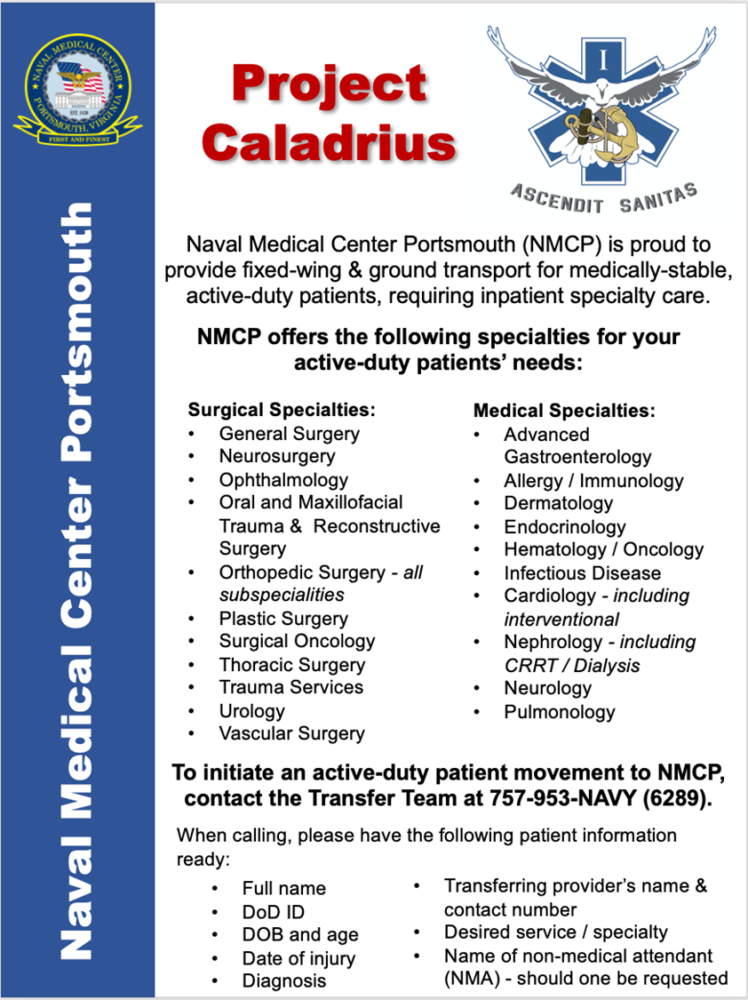 NAVAL MEDICAL CENTER
PORTSMOUTH, VIRGINIA
EST. 1830
FIRST AND FINEST
Naval Medical Center Portsmouth
Project
Caladrius
I
ASCENDIT SANITAS
Naval Medical Center Portsmouth (NMCP) is proud to
provide fixed-wing & ground transport for medically-stable,
active-duty patients, requiring inpatient specialty care.
NMCP offers the following specialties for your
active-duty patients’ needs:
Surgical Specialties:
• General Surgery
• Neurosurgery
• Ophthalmology
• Oral and Maxillofacial
Trauma & Reconstructive
Surgery
• Orthopedic Surgery - all
subspecialities
• Plastic Surgery
• Surgical Oncology
• Thoracic Surgery
• Trauma Services
• Urology
• Vascular Surgery
Medical Specialties:
• Advanced
Gastroenterology
• Allergy / Immunology
• Dermatology
• Endocrinology
• Hematology / Oncology
• Infectious Disease
• Cardiology - including
interventional
• Nephrology - including
CRRT / Dialysis
• Neurology
• Pulmonology
To initiate an active-duty patient movement to NMCP,
contact the Transfer Team at 757-953-NAVY (6289).
When calling, please have the following patient information
ready:
• Full name
• DoD ID
• DOB and age
• Date of injury
• Diagnosis
• Transferring provider’s name &
contact number
• Desired service / specialty
• Name of non-medical attendant
(NMA) - should one be requested